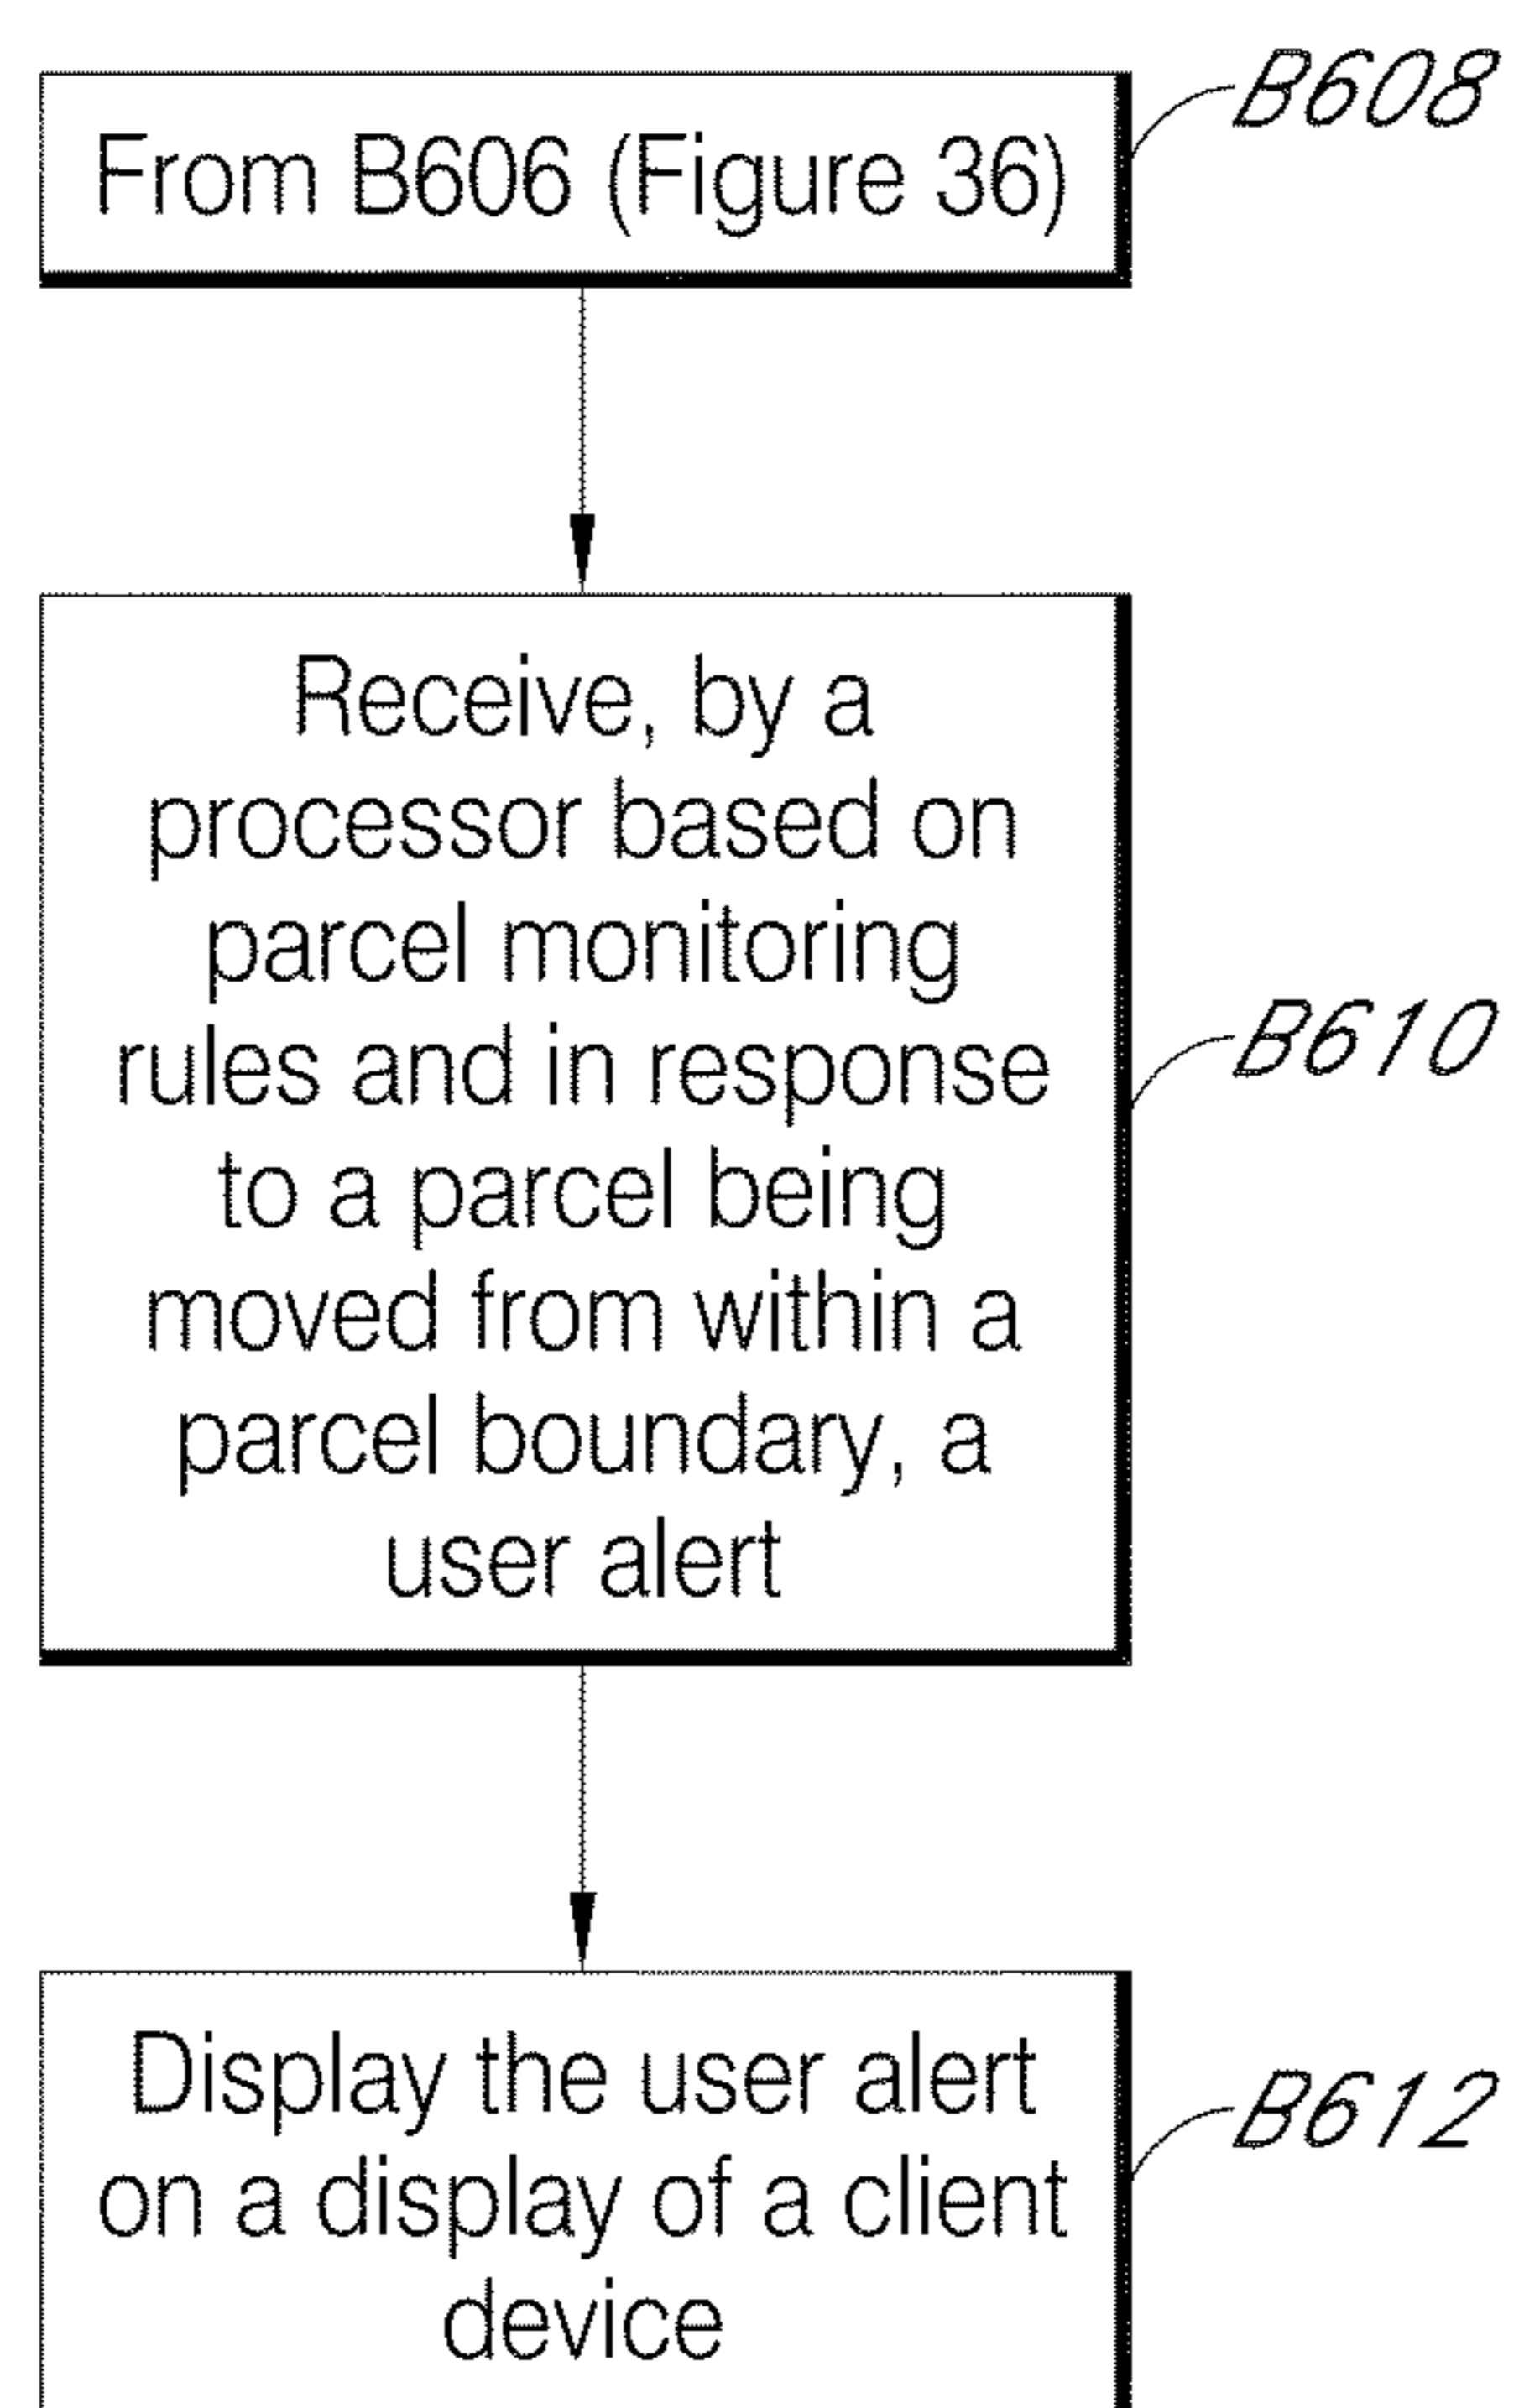 B608
From B606 (Figure 36)
Receive, by a
processor based on
parcel monitoring
rules and in response
to a parcel being
moved from within a
parcel boundary, a
user alert
B610
Display the user alert
on a display of a client
device
B612